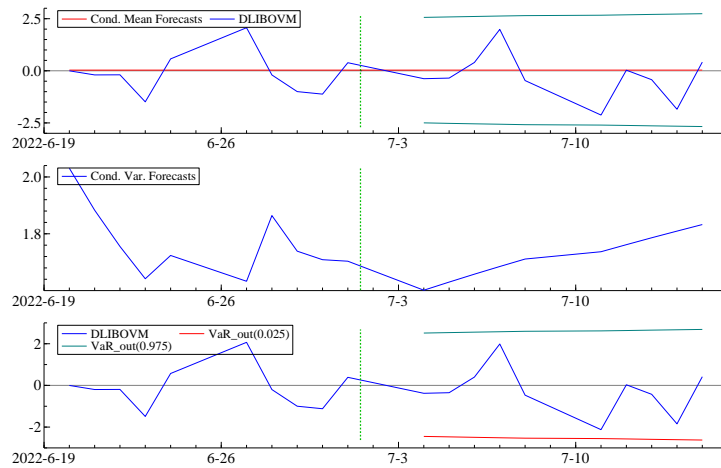 Cond. Mean Forecasts DLIBOVM
2.5
0.0
-2.5
2022-6-19 6-26 7-3 7-10
Cond. Var. Forecasts
2.0
1.8
2022-6-19 6-26 7-3 7-10
DLIBOVM VaR_out(0.025)
VaR_out(0.975)
2
0
-2
2022-6-19 6-26 7-3 7-10